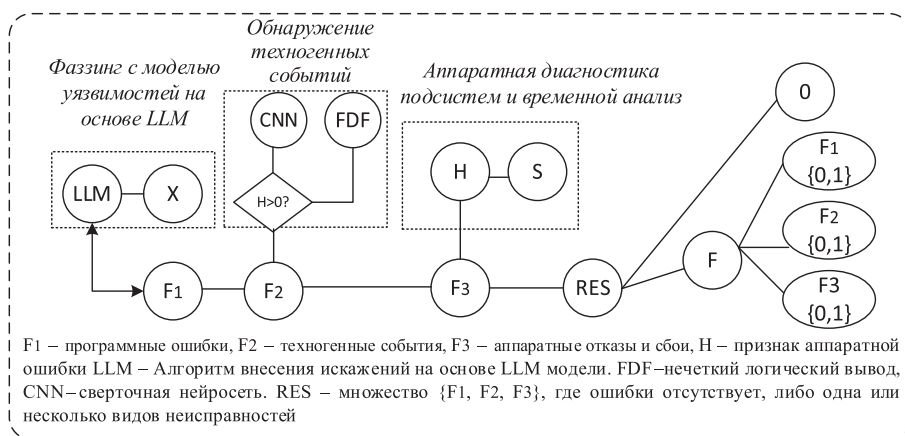 Обнаружение
техногенных
событий
Фаззинг с моделью
уязвимостей на
основе LLM
Аппаратная диагностика
подсистем и временной анализ
0
CNN
FDF
F1
{0,1}
LLM
X
H>0?
H
S
F2
{0,1}
F
F1
F2
F3
RES
F3
{0,1}
F1 – программные ошибки, F2 – техногенные события, F3 – аппаратные отказы и сбои, H – признак аппаратной
ошибки LLM – Алгоритм внесения искажений на основе LLM модели. FDF–нечеткий логический вывод,
CNN–сверточная нейросеть. RES – множество {F1, F2, F3}, где ошибки отсутствует, либо одна или
несколько видов неисправностей